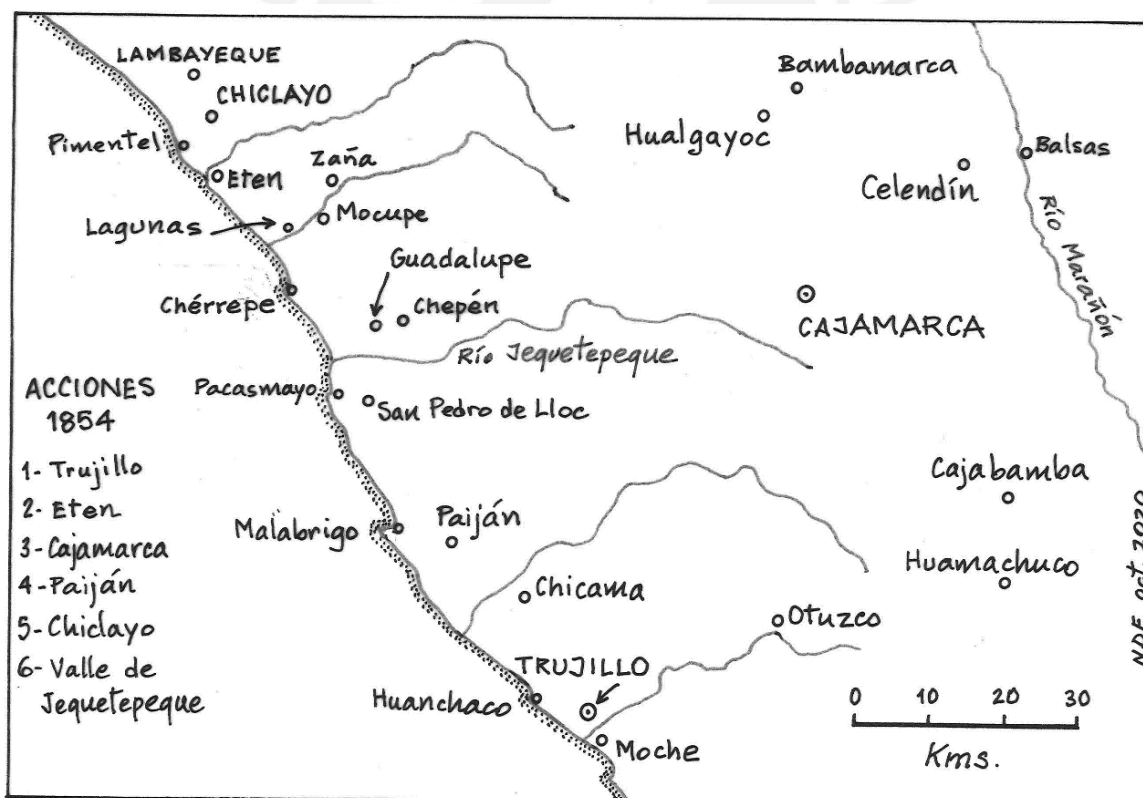 LAMBAYEQUE
CHICLAYO
Pimentel
Eten
Zaña
Lagunas
Mocupe
Guadalupe
Chérrepe
Chepén
Río Jequetepeque
Pacasmayo
San Pedro de Lloc
Malabrigo
Paiján
Chicama
TRUJILLO
Huanchaco
Moche
Bambamarca
Hualgayoc
Balsas
Celendín
Río Marañón
CAJAMARCA
Cajabamba
Huamachuco
Otuzco
ACCIONES
1854
1- Trujillo
2- Eten
3- Cajamarca
4- Paiján
5- Chiclayo
6- Valle de
Jequetepeque
0 10 20 30
Kms.
oct. 2020